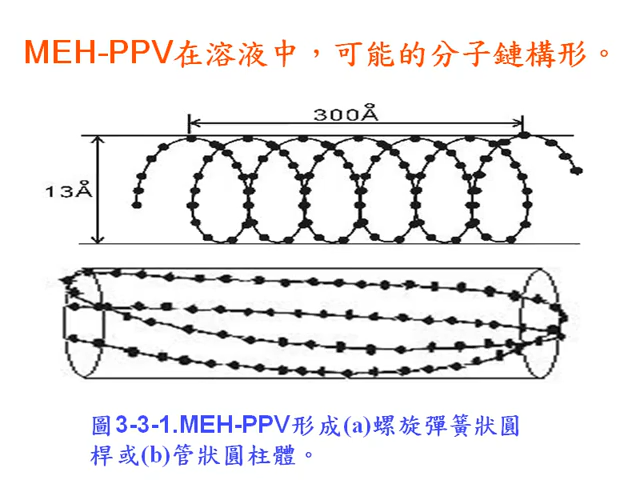 MEH-PPV在溶液中，可能的分子鏈構形。
300Å
13Å
圖3-3-1.MEH-PPV形成(a)螺旋彈簧狀圓
桿或(b)管狀圓柱體。